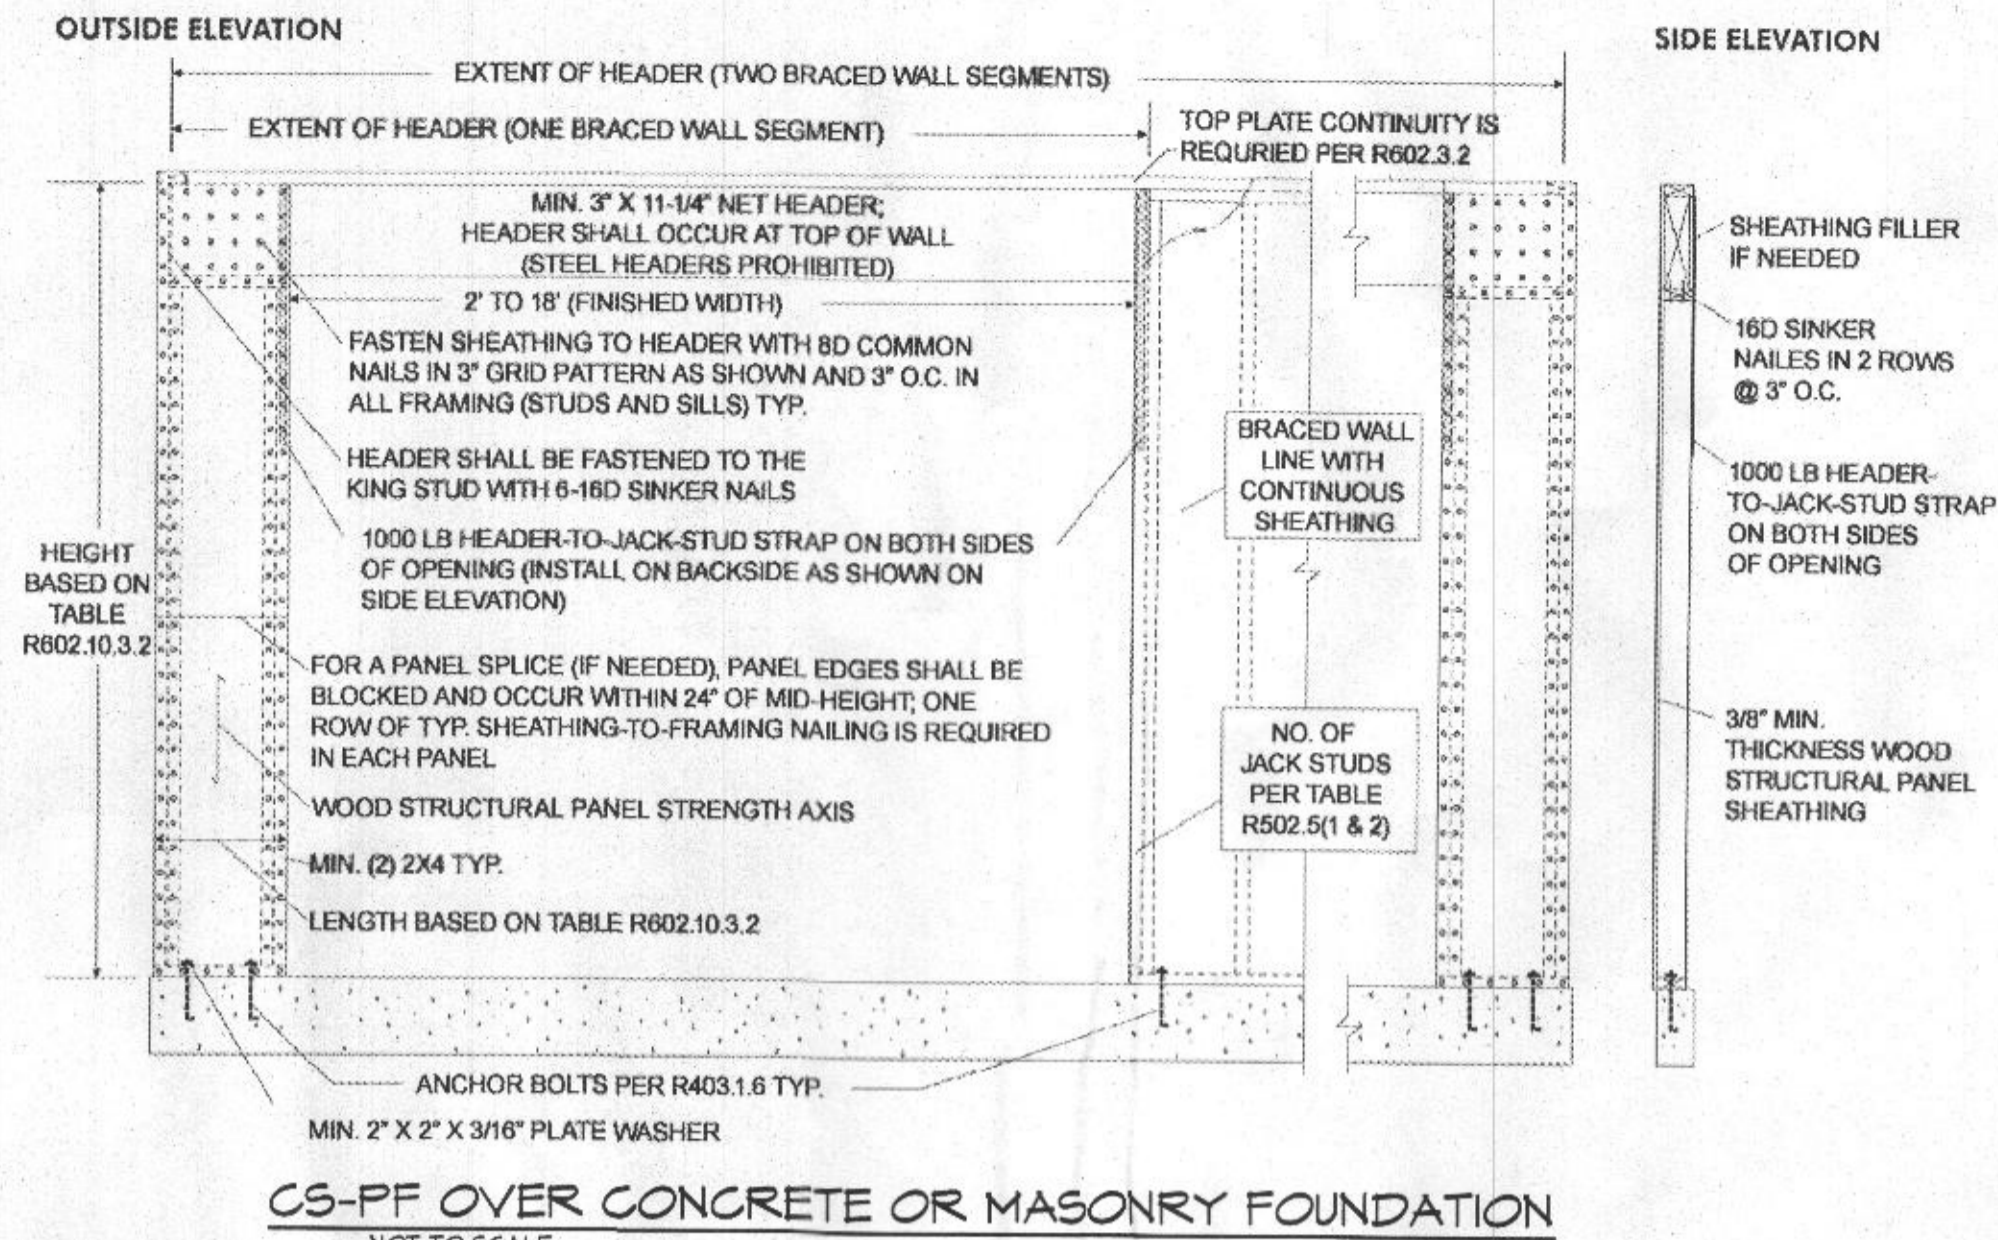 OUTSIDE ELEVATION
SIDE ELEVATION
EXTENT OF HEADER (TWO BRACED WALL SEGMENTS)
EXTENT OF HEADER (ONE BRACED WALL SEGMENT)
TOP PLATE CONTINUITY IS
REQURIED PER R602.3.2
MIN. 3" X 11-1/4" NET HEADER;
HEADER SHALL OCCUR AT TOP OF WALL
(STEEL HEADERS PROHIBITED)
2' TO 18' (FINISHED WIDTH)
FASTEN SHEATHING TO HEADER WITH 8D COMMON
NAILS IN 3" GRID PATTERN AS SHOWN AND 3" O.C. IN
ALL FRAMING (STUDS AND SILLS) TYP.
HEADER SHALL BE FASTENED TO THE
KING STUD WITH 6-16D SINKER NAILS
1000 LB HEADER-TO-JACK-STUD STRAP ON BOTH SIDES
OF OPENING (INSTALL ON BACKSIDE AS SHOWN ON
SIDE ELEVATION)
HEIGHT
BASED ON
TABLE
R602.10.3.2
FOR A PANEL SPLICE (IF NEEDED), PANEL EDGES SHALL BE
BLOCKED AND OCCUR WITHIN 24" OF MID-HEIGHT; ONE
ROW OF TYP. SHEATHING-TO-FRAMING NAILING IS REQUIRED
IN EACH PANEL
WOOD STRUCTURAL PANEL STRENGTH AXIS
MIN. (2) 2X4 TYP.
LENGTH BASED ON TABLE R602.10.3.2
BRACED WALL
LINE WITH
CONTINUOUS
SHEATHING
NO. OF
JACK STUDS
PER TABLE
R502.5(1 & 2)
SHEATHING FILLER
IF NEEDED
16D SINKER
NAILES IN 2 ROWS
@ 3" O.C.
1000 LB HEADER-
TO-JACK-STUD STRAP
ON BOTH SIDES
OF OPENING
3/8" MIN.
THICKNESS WOOD
STRUCTURAL PANEL
SHEATHING
ANCHOR BOLTS PER R403.1.6 TYP.
MIN. 2" X 2" X 3/16" PLATE WASHER
CS-PF OVER CONCRETE OR MASONRY FOUNDATION
NOT TO SCALE